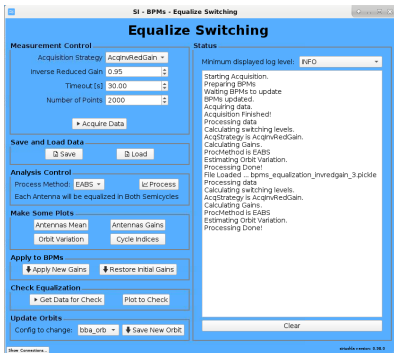 SI - BPMs - Equalize Switching
Equalize Switching
Measurement Control
Acquisition Strategy AcqInvRedGain
Inverse Reduced Gain 0.95
Timeout [s] 30.00
Number of Points 2000
Acquire Data
Save and Load Data
Save Load
Analysis Control
Process Method: EABS Process
Each Antenna will be equalized in Both Semicycles
Make Some Plots
Antennas Mean Antennas Gains
Orbit Variation Cycle Indices
Apply to BPMs
Apply New Gains Restore Initial Gains
Check Equalization
Get Data for Check Plot to Check
Update Orbits
Config to change: bba_orb Save New Orbit
Show Connections...
Status
Minimum displayed log level: INFO
Starting Acquisition.
Preparing BPMs
Waiting BPMs to update
BPMs updated.
Acquiring data.
Acquisition Finished!
Processing data
Calculating switching levels.
AcqStrategy is AcqInvRedGain.
Calculating Gains.
ProcMethod is EABS
Estimating Orbit Variation.
Processing Done!
File Loaded ... bpms_equalization_invredgain_3.pickle
Processing data
Calculating switching levels.
AcqStrategy is AcqInvRedGain.
Calculating Gains.
ProcMethod is EABS
Estimating Orbit Variation.
Processing Done!
Clear